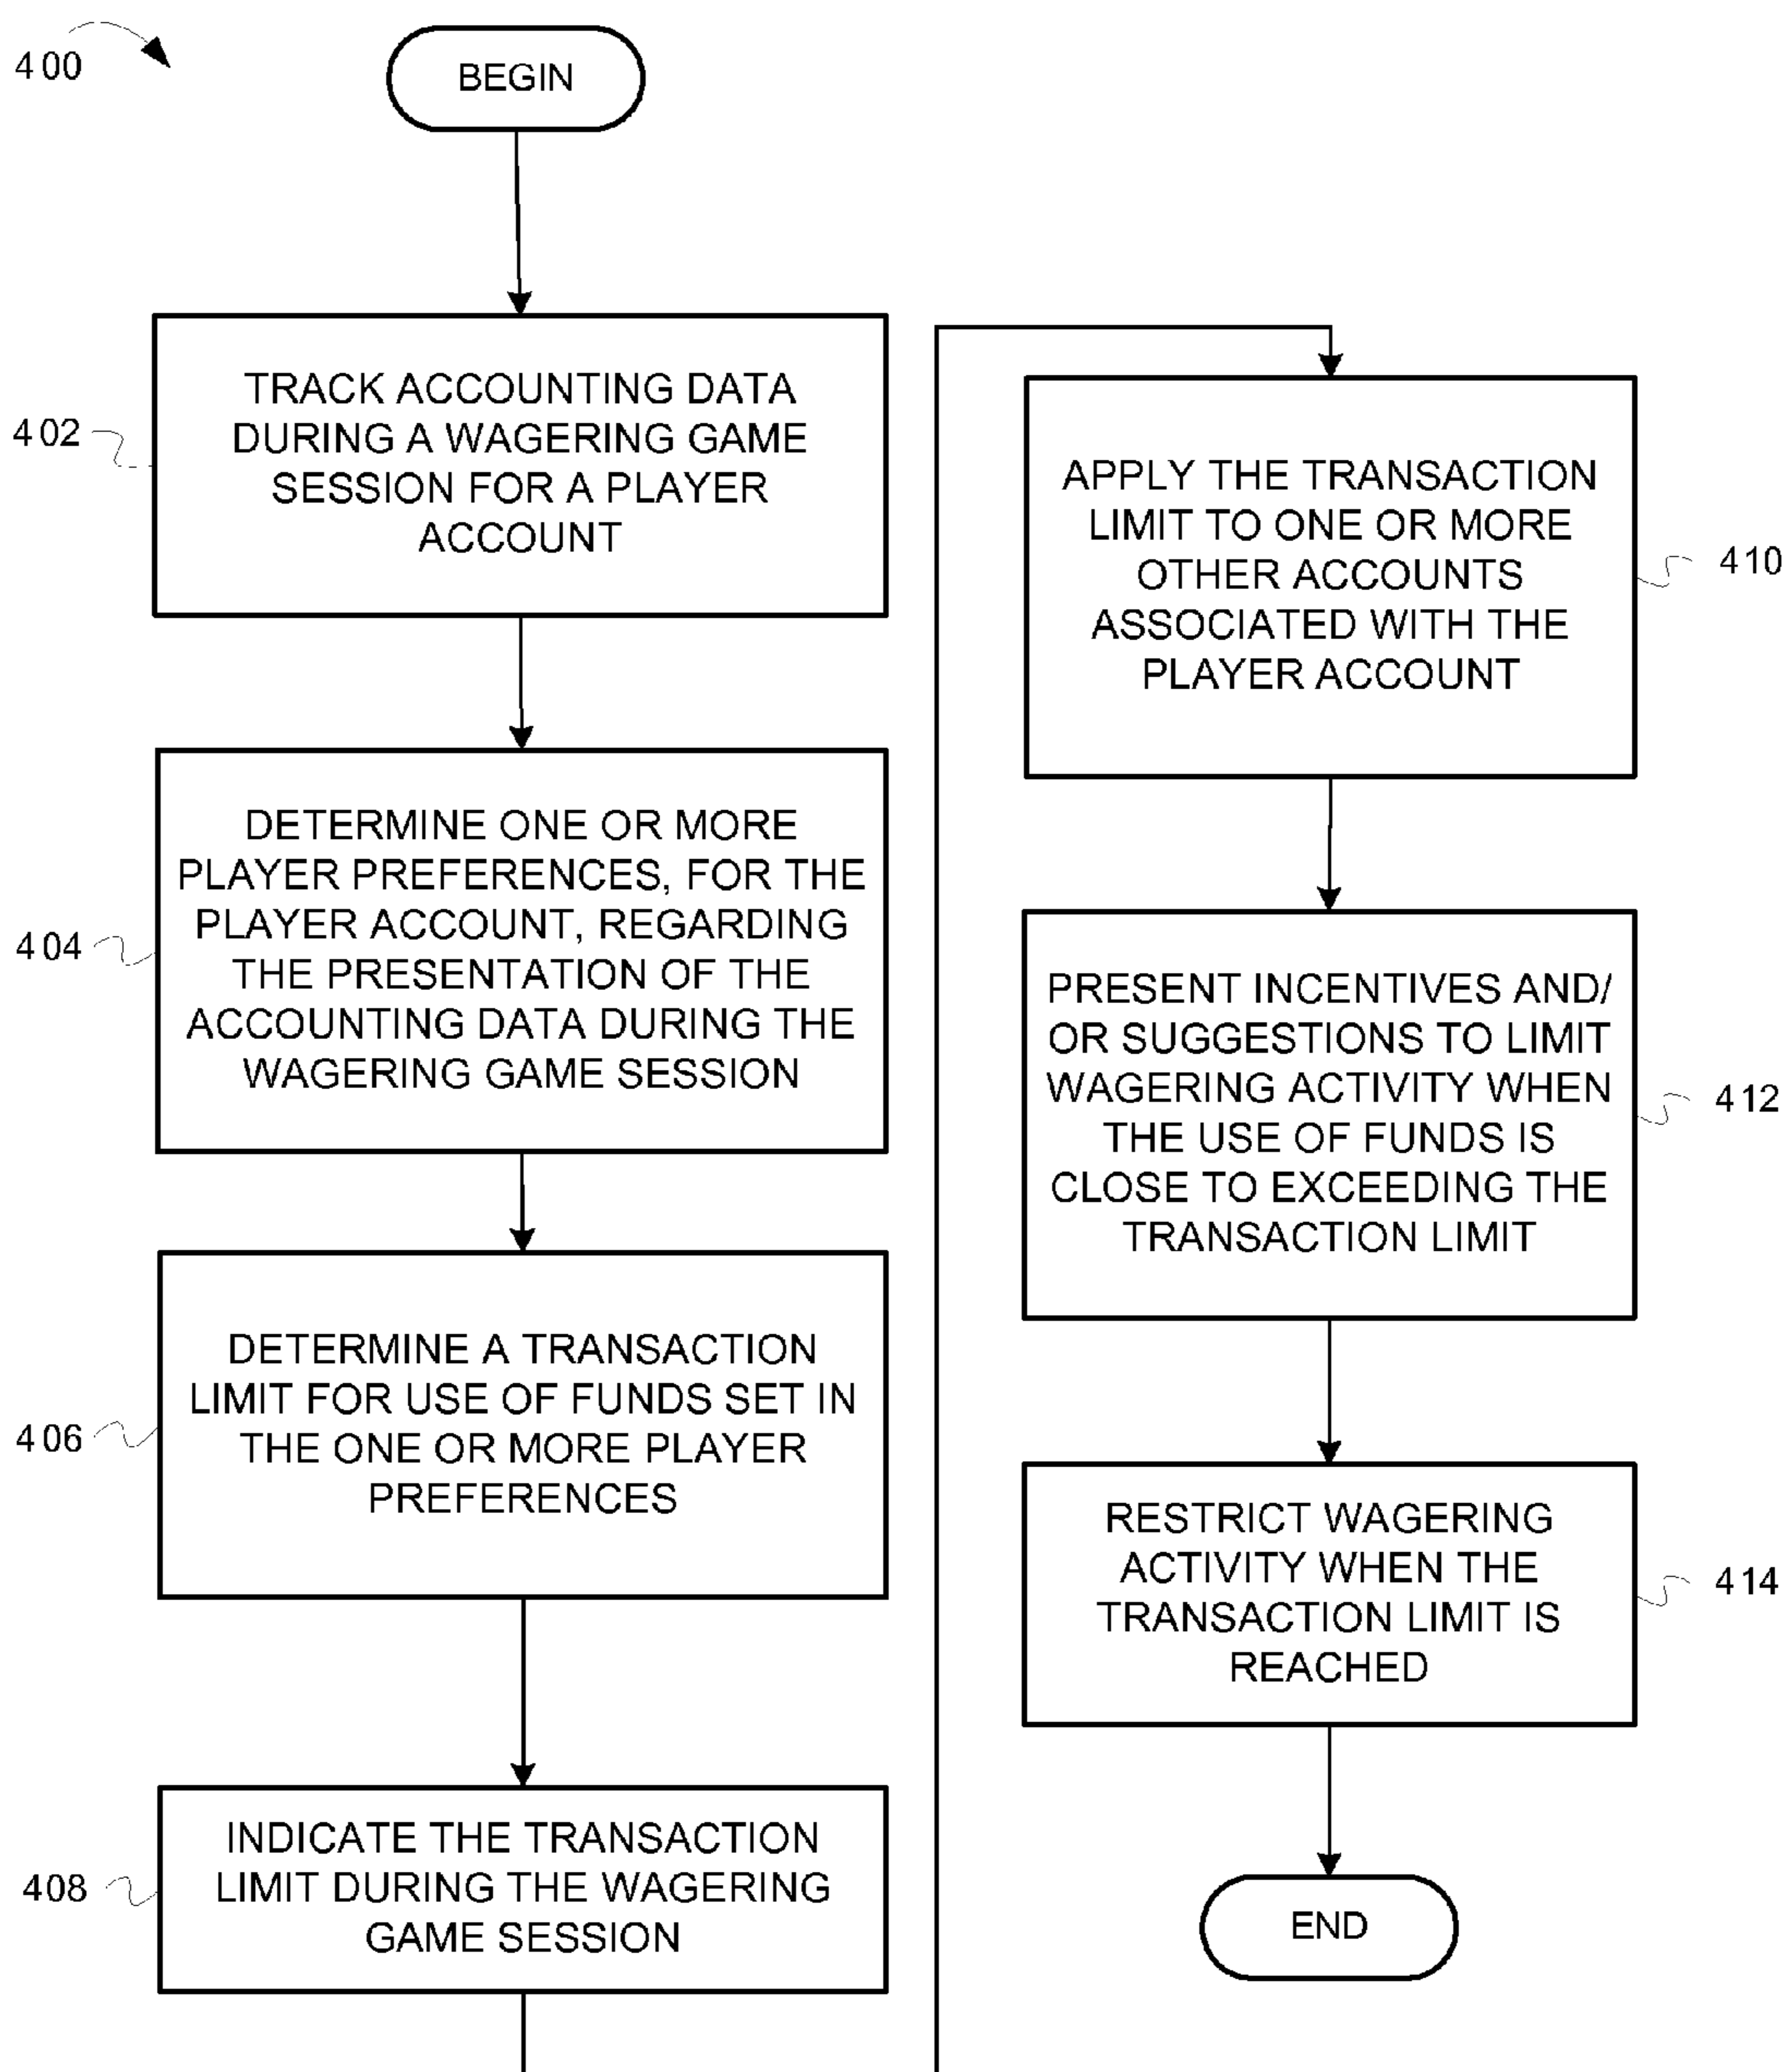 400
BEGIN
402
TRACK ACCOUNTING DATA
DURING A WAGERING GAME
SESSION FOR A PLAYER
ACCOUNT
404
DETERMINE ONE OR MORE
PLAYER PREFERENCES, FOR THE
PLAYER ACCOUNT, REGARDING
THE PRESENTATION OF THE
ACCOUNTING DATA DURING THE
WAGERING GAME SESSION
406
DETERMINE A TRANSACTION
LIMIT FOR USE OF FUNDS SET IN
THE ONE OR MORE PLAYER
PREFERENCES
408
INDICATE THE TRANSACTION
LIMIT DURING THE WAGERING
GAME SESSION
APPLY THE TRANSACTION
LIMIT TO ONE OR MORE
OTHER ACCOUNTS
ASSOCIATED WITH THE
PLAYER ACCOUNT
410
PRESENT INCENTIVES AND/
OR SUGGESTIONS TO LIMIT
WAGERING ACTIVITY WHEN
THE USE OF FUNDS IS
CLOSE TO EXCEEDING THE
TRANSACTION LIMIT
412
RESTRICT WAGERING
ACTIVITY WHEN THE
TRANSACTION LIMIT IS
REACHED
414
END